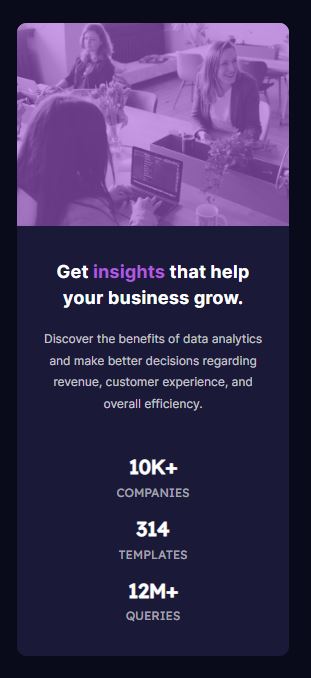 Get insights that help
your business grow.
Discover the benefits of data analytics
and make better decisions regarding
revenue, customer experience, and
overall efficiency.
10K+
COMPANIES
314
TEMPLATES
12M+
QUERIES